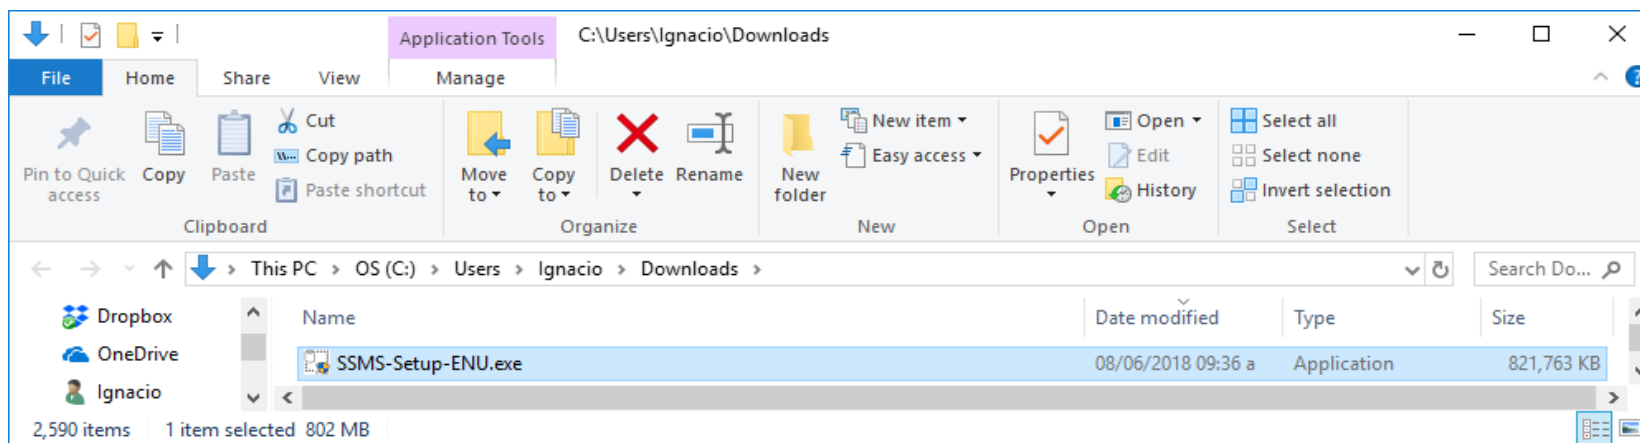 Application Tools C:\Users\Ignacio\Downloads
File Home Share View Manage
Pin to Quick access
Copy
Paste
Cut
Copy path
Paste shortcut
Clipboard
Move to
Copy to
Delete
Rename
Organize
New folder
New item
Easy access
New
Properties
Open
Edit
History
Open
Select all
Select none
Invert selection
Select
This PC > OS (C:) > Users > Ignacio > Downloads >
Search Do...
Dropbox
OneDrive
Ignacio
Name Date modified Type Size
SSMS-Setup-ENU.exe 08/06/2018 09:36 a Application 821,763 KB
2,590 items 1 item selected 802 MB